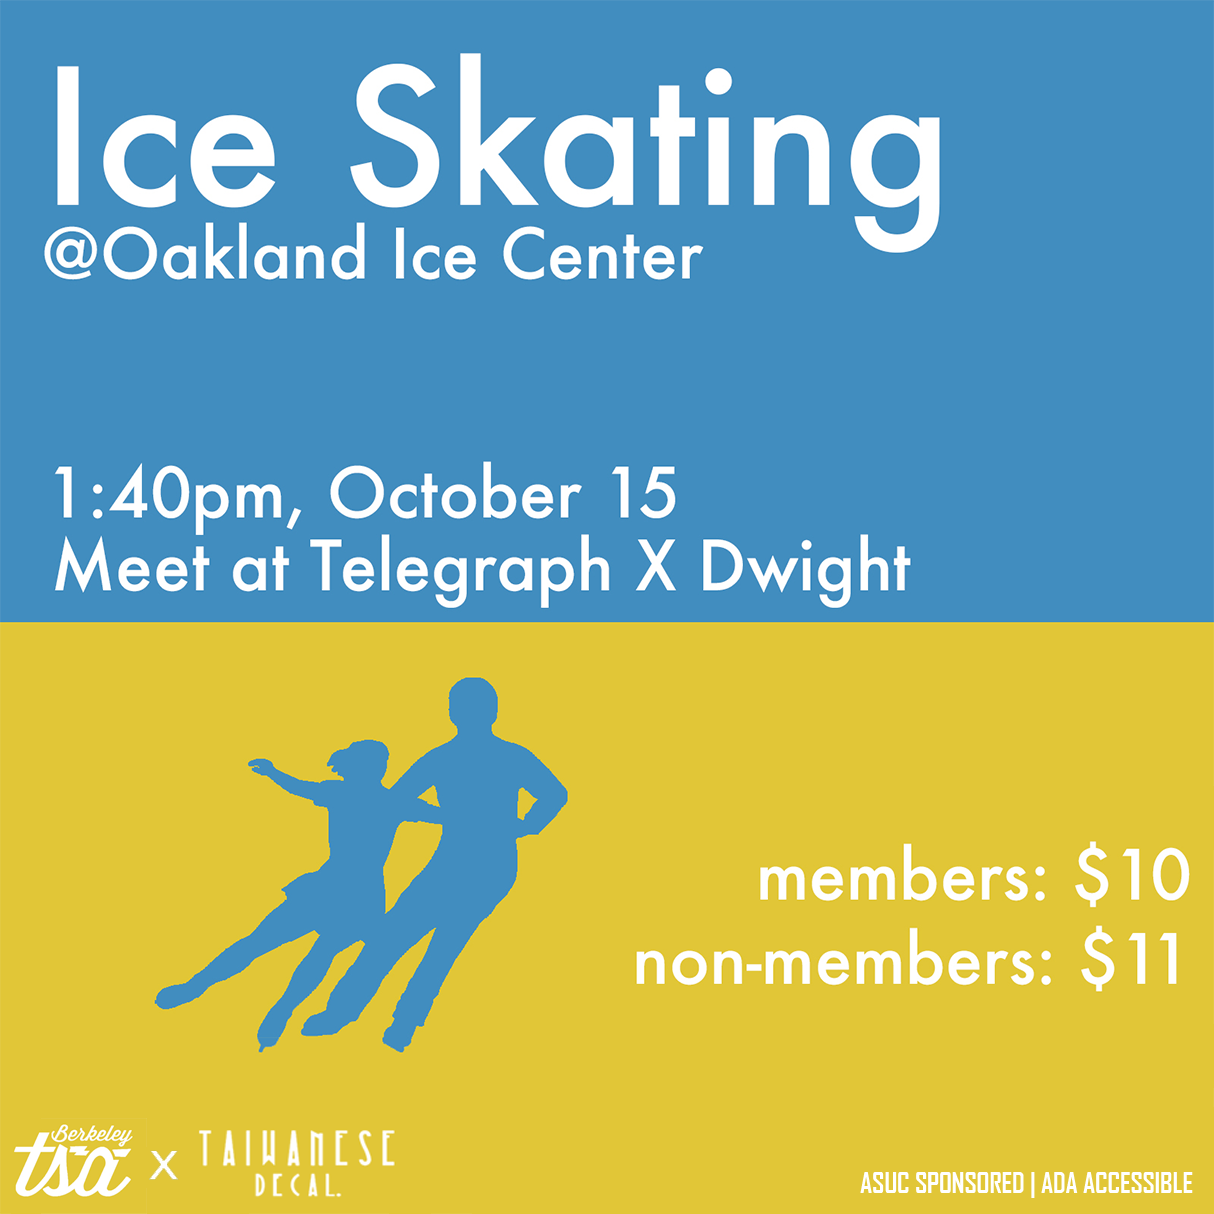 Ice Skating
@Oakland Ice Center
1:40pm, October 15
Meet at Telegraph X Dwight
members: $10
non-members: $11
Berkeley
tsa X TAIWANESE
DECAL.
ASUC SPONSORED | ADA ACCESSIBLE